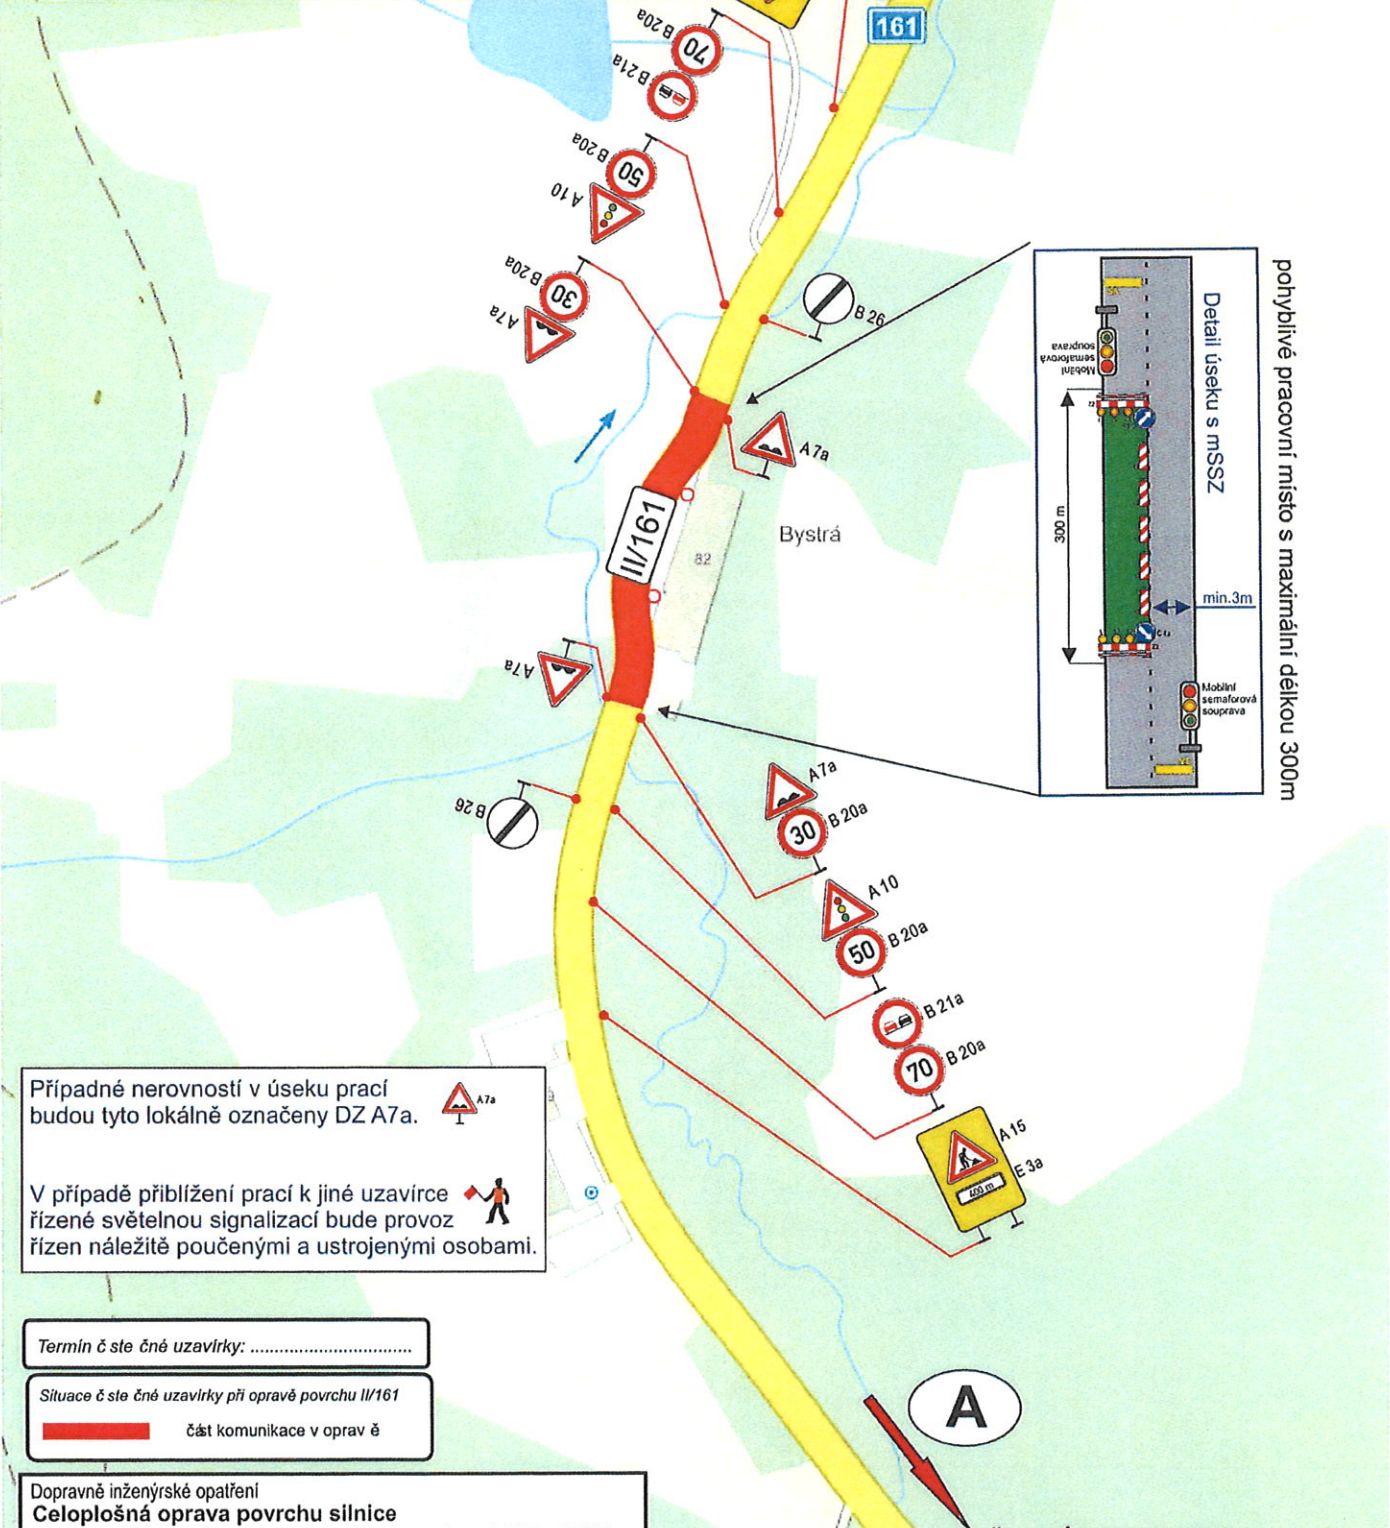 161
B 20a
70
B 21a
B 20a
50
A 10
B 20a
30
A7a
B 26
A7a
II/161
82
Bystrá
A7a
B 26
A7a
30
B 20a
A 10
50
B 20a
B 21a
70
B 20a
A 15
400 m
E 3a
pohyblivé pracovní místo s maximální délkou 300m
Detail úseku s mSSZ
Mobilní
semaforová
souprava
300 m
min.3m
Mobilní
semaforová
souprava
Případné nerovností v úseku prací
budou tyto lokálně označeny DZ A7a.
A7a
V případě přiblížení prací k jiné uzavírce
řízené světelnou signalizací bude provoz
řízen náležitě poučenými a ustrojenými osobami.
Termín č ste čné uzavírky: ..................................
Situace č ste čné uzavírky při opravě povrchu II/161
část komunikace v oprav ě
A
Dopravně inženýrské opatření
Celoplošná oprava povrchu silnice